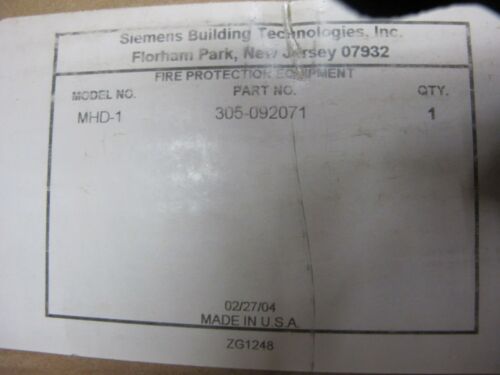 Siemens Building Technologies, Inc.
Florham Park, New Jersey 07932
FIRE PROTECTION EQUIPMENT
MODEL NO. PART NO. QTY.
MHD-1 305-092071 1
02/27/04
MADE IN U.S.A.
ZG1248